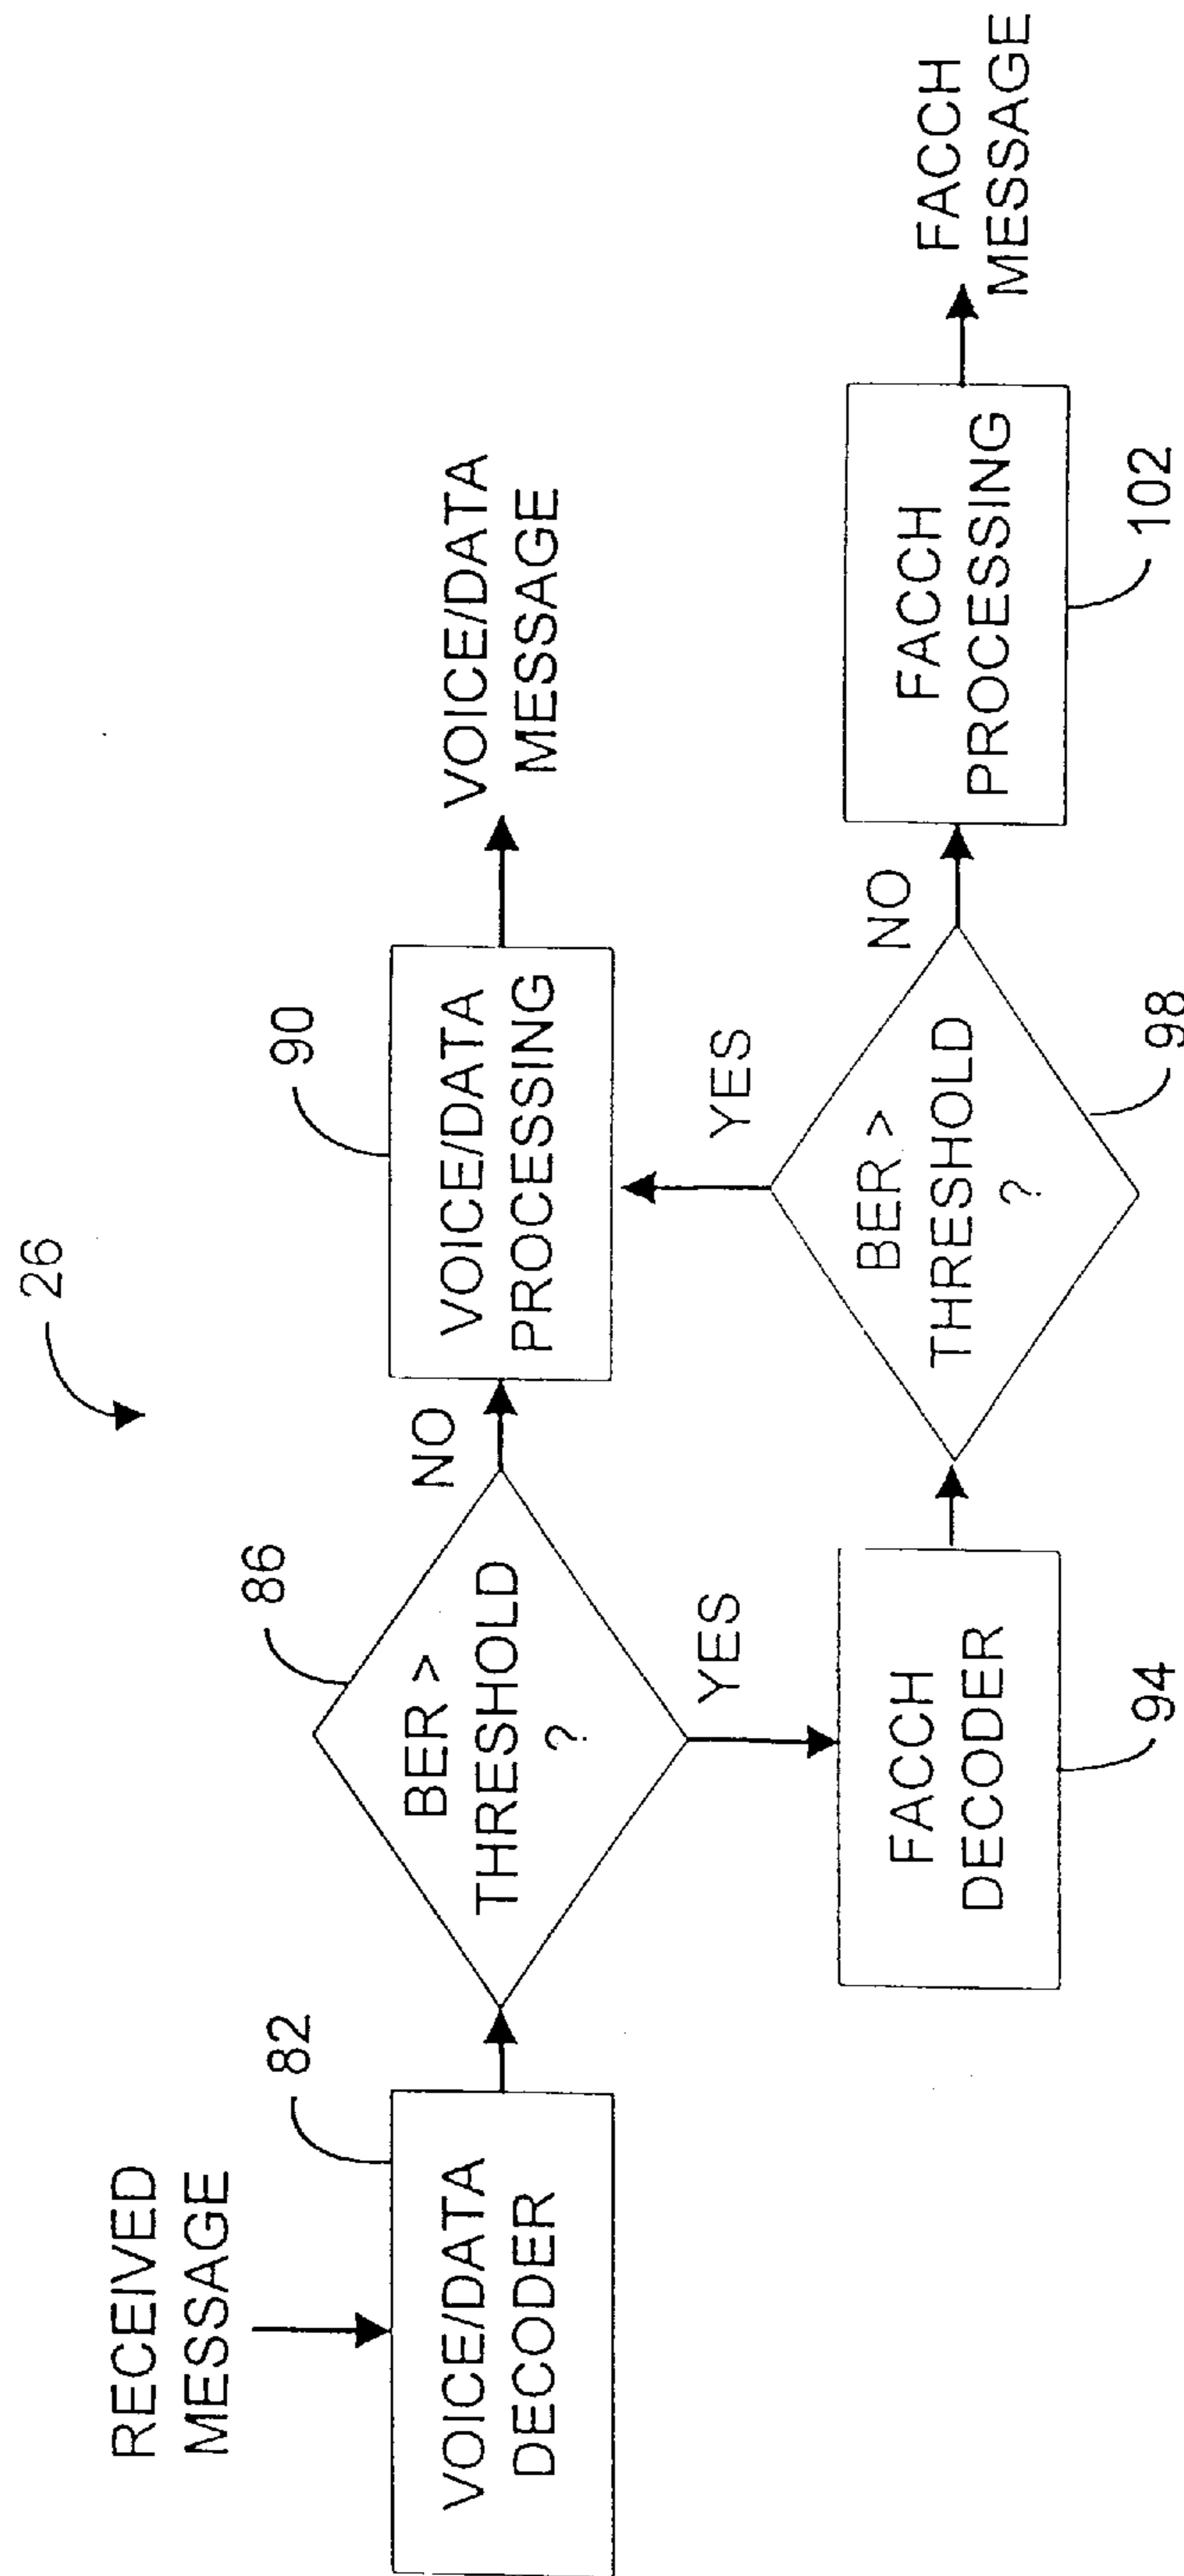 26
RECEIVED
MESSAGE
82
VOICE/DATA
DECODER
86
BER >
THRESHOLD
?
NO
90
VOICE/DATA
PROCESSING
VOICE/DATA
MESSAGE
YES
FACCH
DECODER
94
BER >
THRESHOLD
?
98
YES
NO
FACCH
PROCESSING
102
FACCH
MESSAGE